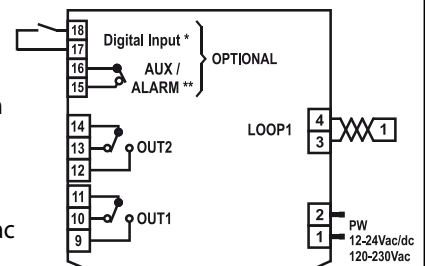 18
Digital Input *
17
OPTIONAL
16
AUX /
15
ALARM **
14
13
OUT2
12
11
10
OUT1
9
LOOP1
4
3
1
2
1
PW
12-24Vac/dc
120-230Vac
ac